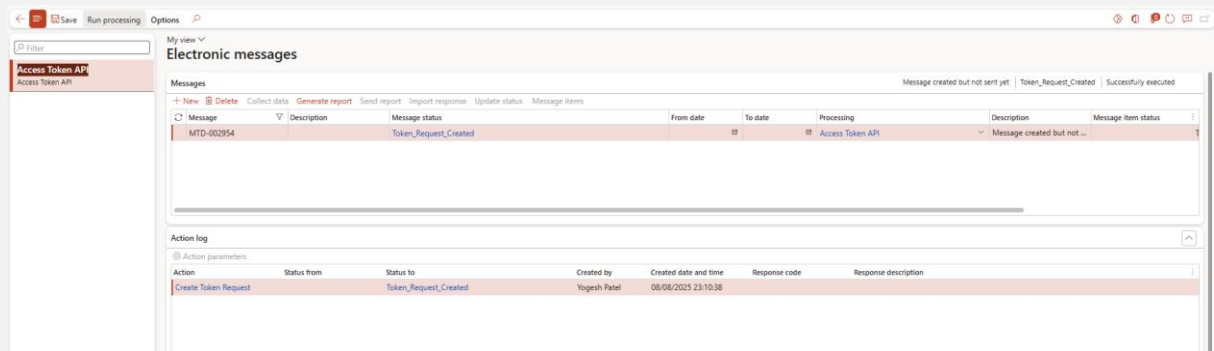 Save Run processing Options
Filter
Access Token API
Access Token API
My view
Electronic messages
Messages
Message created but not sent yet Token_Request_Created Successfully executed
New Delete Collect data Generate report Send report Import response Update status Message items
Message Description Message status From date To date Processing Description Message item status
MTD-002954 Token_Request_Created Access Token API Message created but not ... T
Action log
Action parameters
Action Status from Status to Created by Created date and time Response code Response description
Create Token Request Token_Request_Created Yogesh Patel 08/08/2025 23:10:38